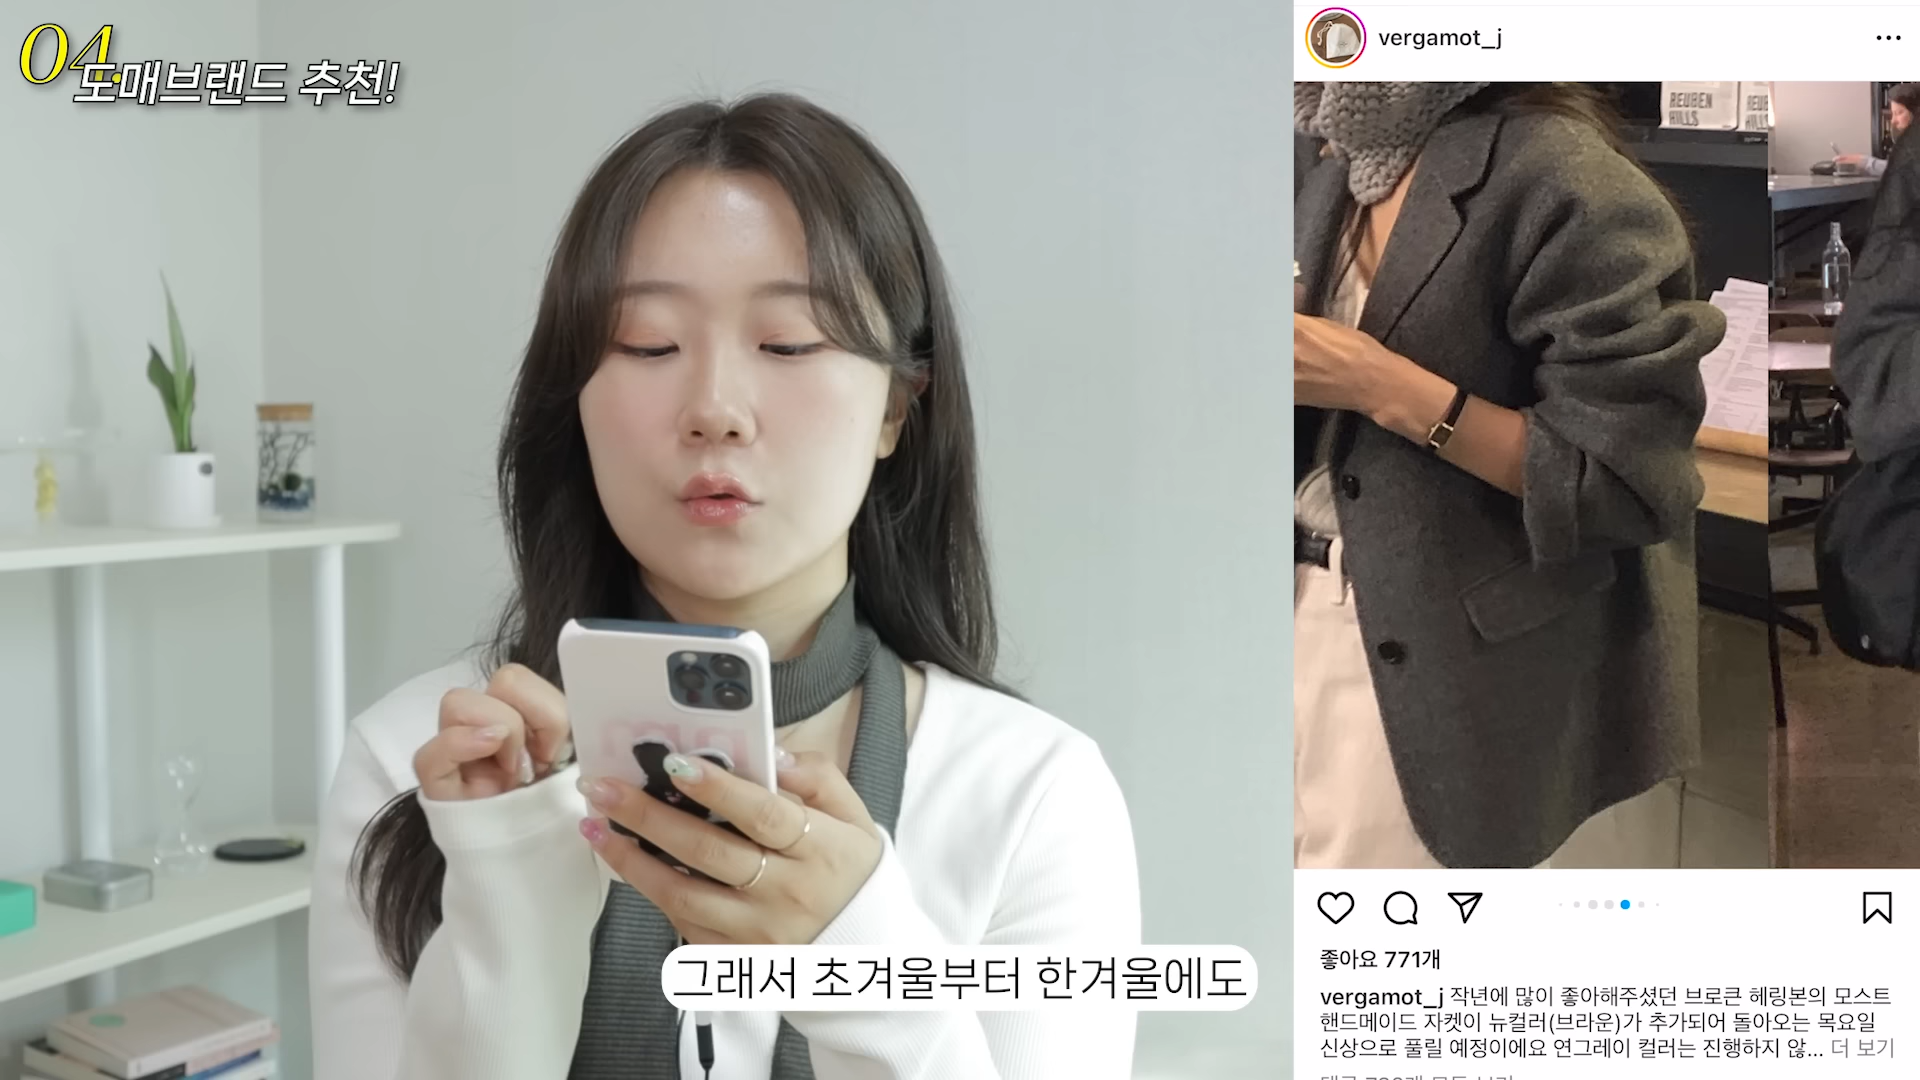 04.
도매브랜드 추천!
vergamot_j
REUBEN
HILLS
REUB
HILL
그래서 초겨울부터 한겨울에도
좋아요 771개
vergamot_j 작년에 많이 좋아해주셨던 브로큰 헤링본의 모스트
핸드메이드 자켓이 뉴컬러(브라운)가 추가되어 돌아오는 목요일
신상으로 풀릴 예정이에요 연그레이 컬러는 진행하지 않... 더 보기